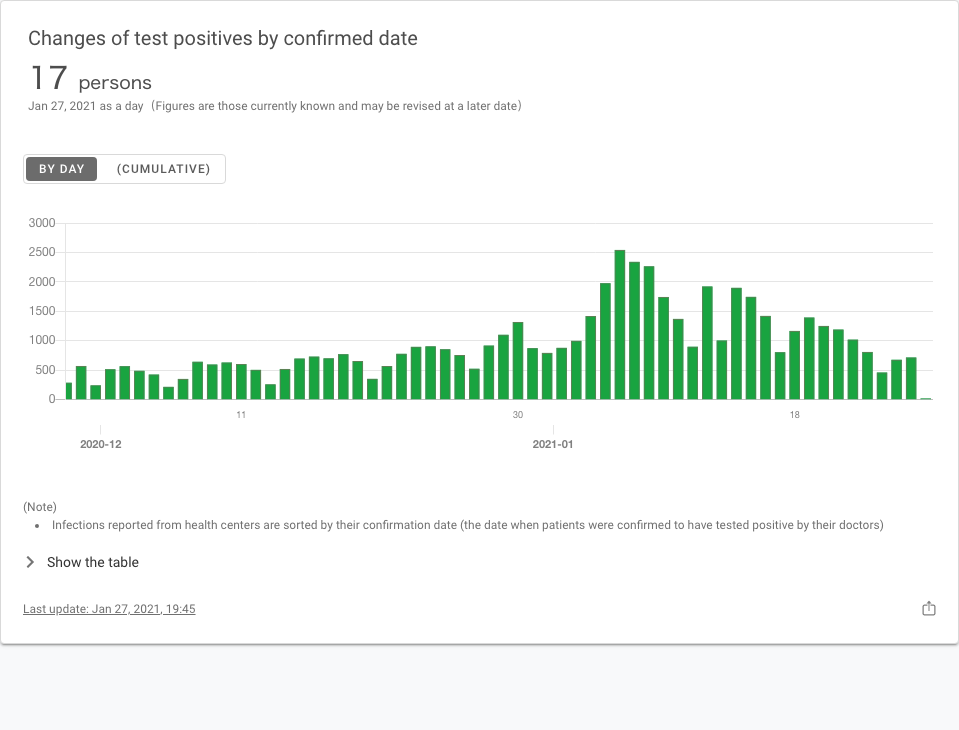 Changes of test positives by confirmed date
17 persons
Jan 27, 2021 as a day（Figures are those currently known and may be revised at a later date）
BY DAY (CUMULATIVE)
3000
2500
2000
1500
1000
500
0
11 30 18
2020-12 2021-01
(Note)
• Infections reported from health centers are sorted by their confirmation date (the date when patients were confirmed to have tested positive by their doctors)
Show the table
Last update: Jan 27, 2021, 19:45